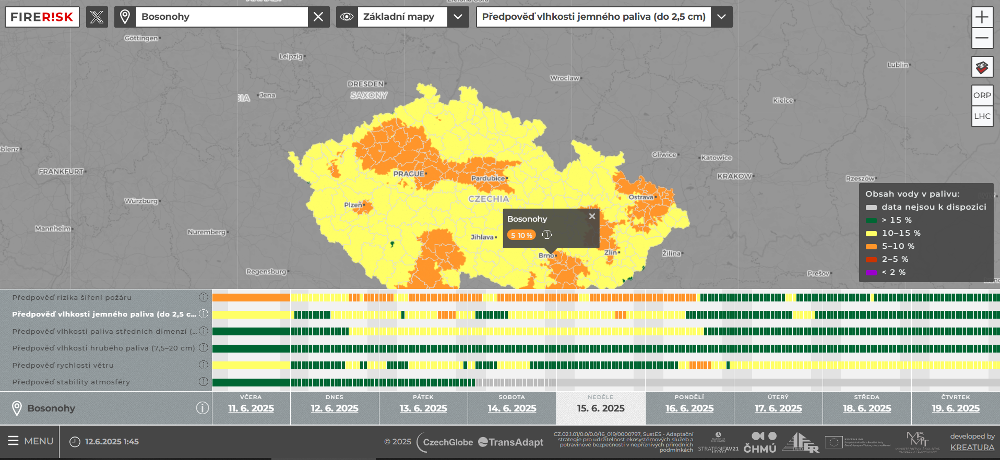 FIRER!SK
Bosonohy
Základní mapy
Předpověď vlhkosti jemného paliva (do 2,5 cm)
Göttingen
Leipzig
Lublin
Wroclaw
DRESDEN
SAXONY
Jena
Kielce
ORP
LHC
Gliwice
Katowice
FRANKFURT
PRAGUE
Pardubice
KRAKOW
Rzeszów
Würzburg
CZECHIA
Ostrava
Plzeň
Mannheim
Nuremberg
Jihlava
Brno
Zlín
Žilina
Regensburg
Prešov
Bosonohy
5–10 %
Obsah vody v palivu:
data nejsou k dispozici
> 15 %
10–15 %
5–10 %
2–5 %
< 2 %
Předpověď rizika šíření požáru
Předpověď vlhkosti jemného paliva (do 2,5 c...
Předpověď vlhkosti paliva středních dimenzí (...
Předpověď vlhkosti hrubého paliva (7,5–20 cm)
Předpověď rychlosti větru
Předpověď stability atmosféry
Bosonohy
VČERA
11. 6. 2025
DNES
12. 6. 2025
PÁTEK
13. 6. 2025
SOBOTA
14. 6. 2025
NEDĚLE
15. 6. 2025
PONDĚLÍ
16. 6. 2025
ÚTERÝ
17. 6. 2025
STŘEDA
18. 6. 2025
ČTVRTEK
19. 6. 2025
MENU
12.6.2025 1:45
© 2025
CzechGlobe
TransAdapt
CZ.02.1.01/0.0/0.0/16_019/0000797, SustES - Adaptační
strategie pro udržitelnost ekosystémových služeb a
potravinové bezpečnosti v nepříznivých přírodních
podmínkách
STRATEGIE AV21
ČHMÚ
developed by
KREATURA